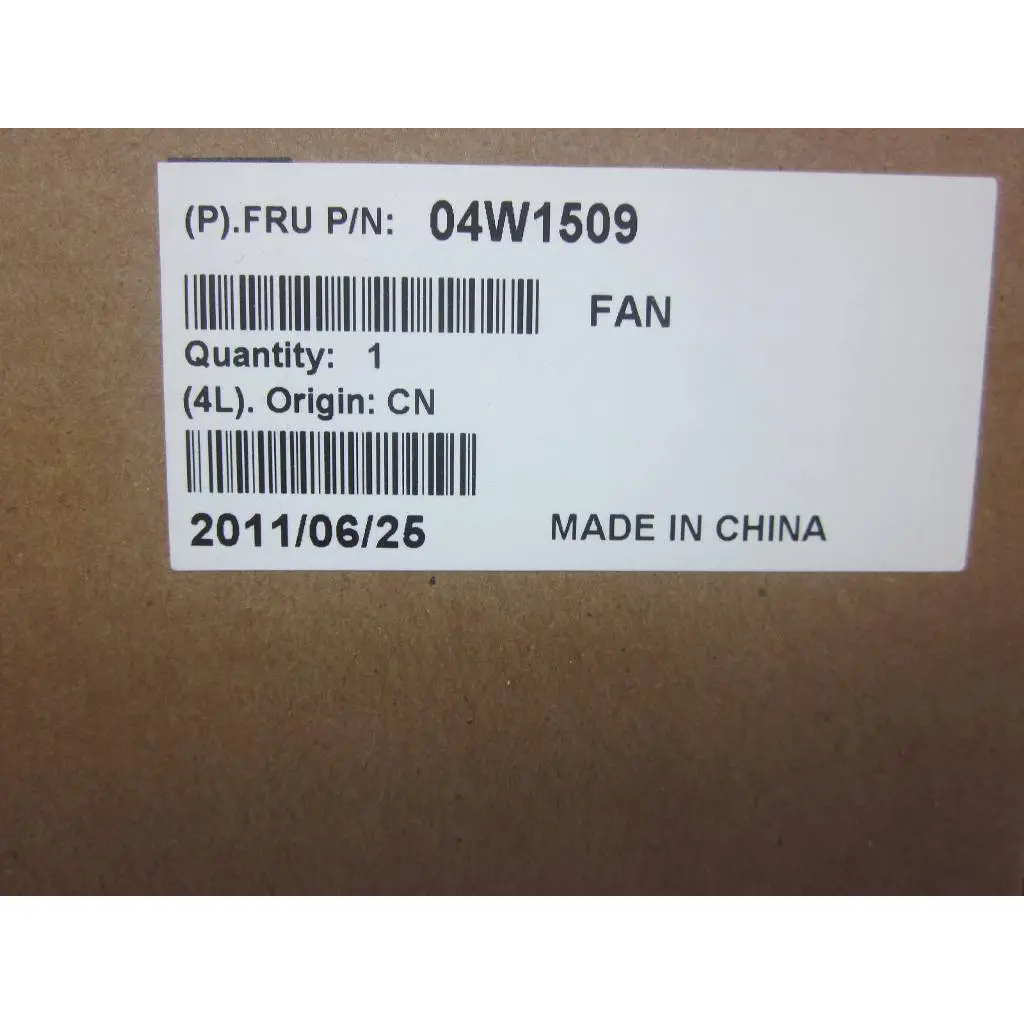 (P).FRU P/N: 04W1509
FAN
Quantity: 1
(4L). Origin: CN
2011/06/25 MADE IN CHINA